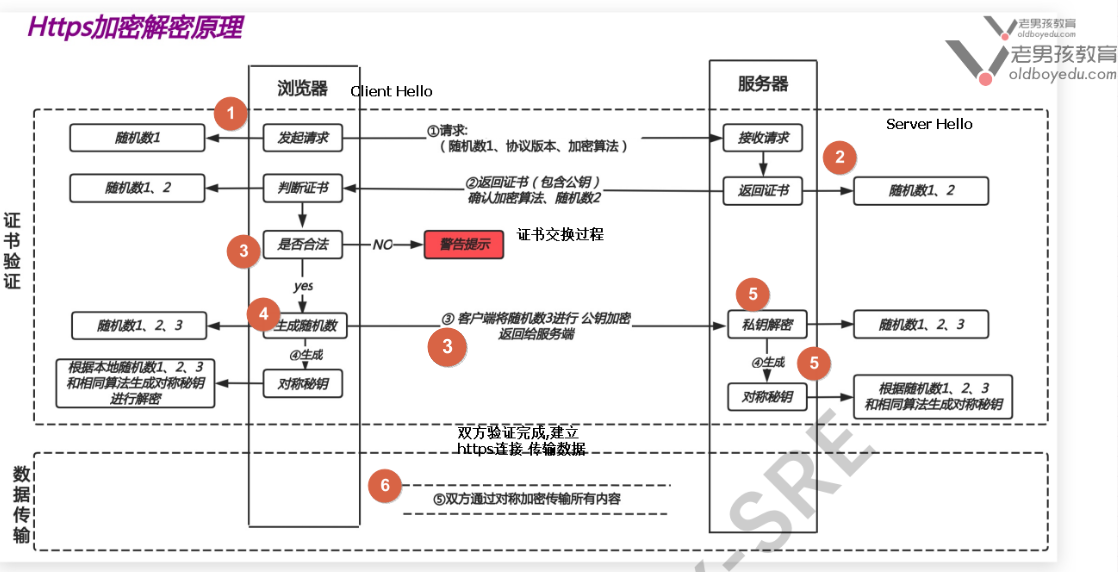 Https加密解密原理
老男孩教育
oldboyedu.com
老男孩教育
oldboyedu.com
浏览器
Client Hello
服务器
Server Hello
证书验证
1
随机数1
发起请求
①请求:
（随机数1、协议版本、加密算法）
接收请求
2
随机数1、2
判断证书
②返回证书（包含公钥）
确认加密算法、随机数2
返回证书
随机数1、2
3
是否合法
NO
警告提示
证书交换过程
yes
4
5
随机数1、2、3
生成随机数
③ 客户端将随机数3进行 公钥加密
返回给服务端
3
私钥解密
随机数1、2、3
④生成
④生成
5
根据本地随机数1、2、3
和相同算法生成对称秘钥
进行解密
对称秘钥
对称秘钥
根据随机数1、2、3
和相同算法生成对称秘钥
双方验证完成,建立
https连接 传输数据
数据传输
6
⑤双方通过对称加密传输所有内容
-SRE